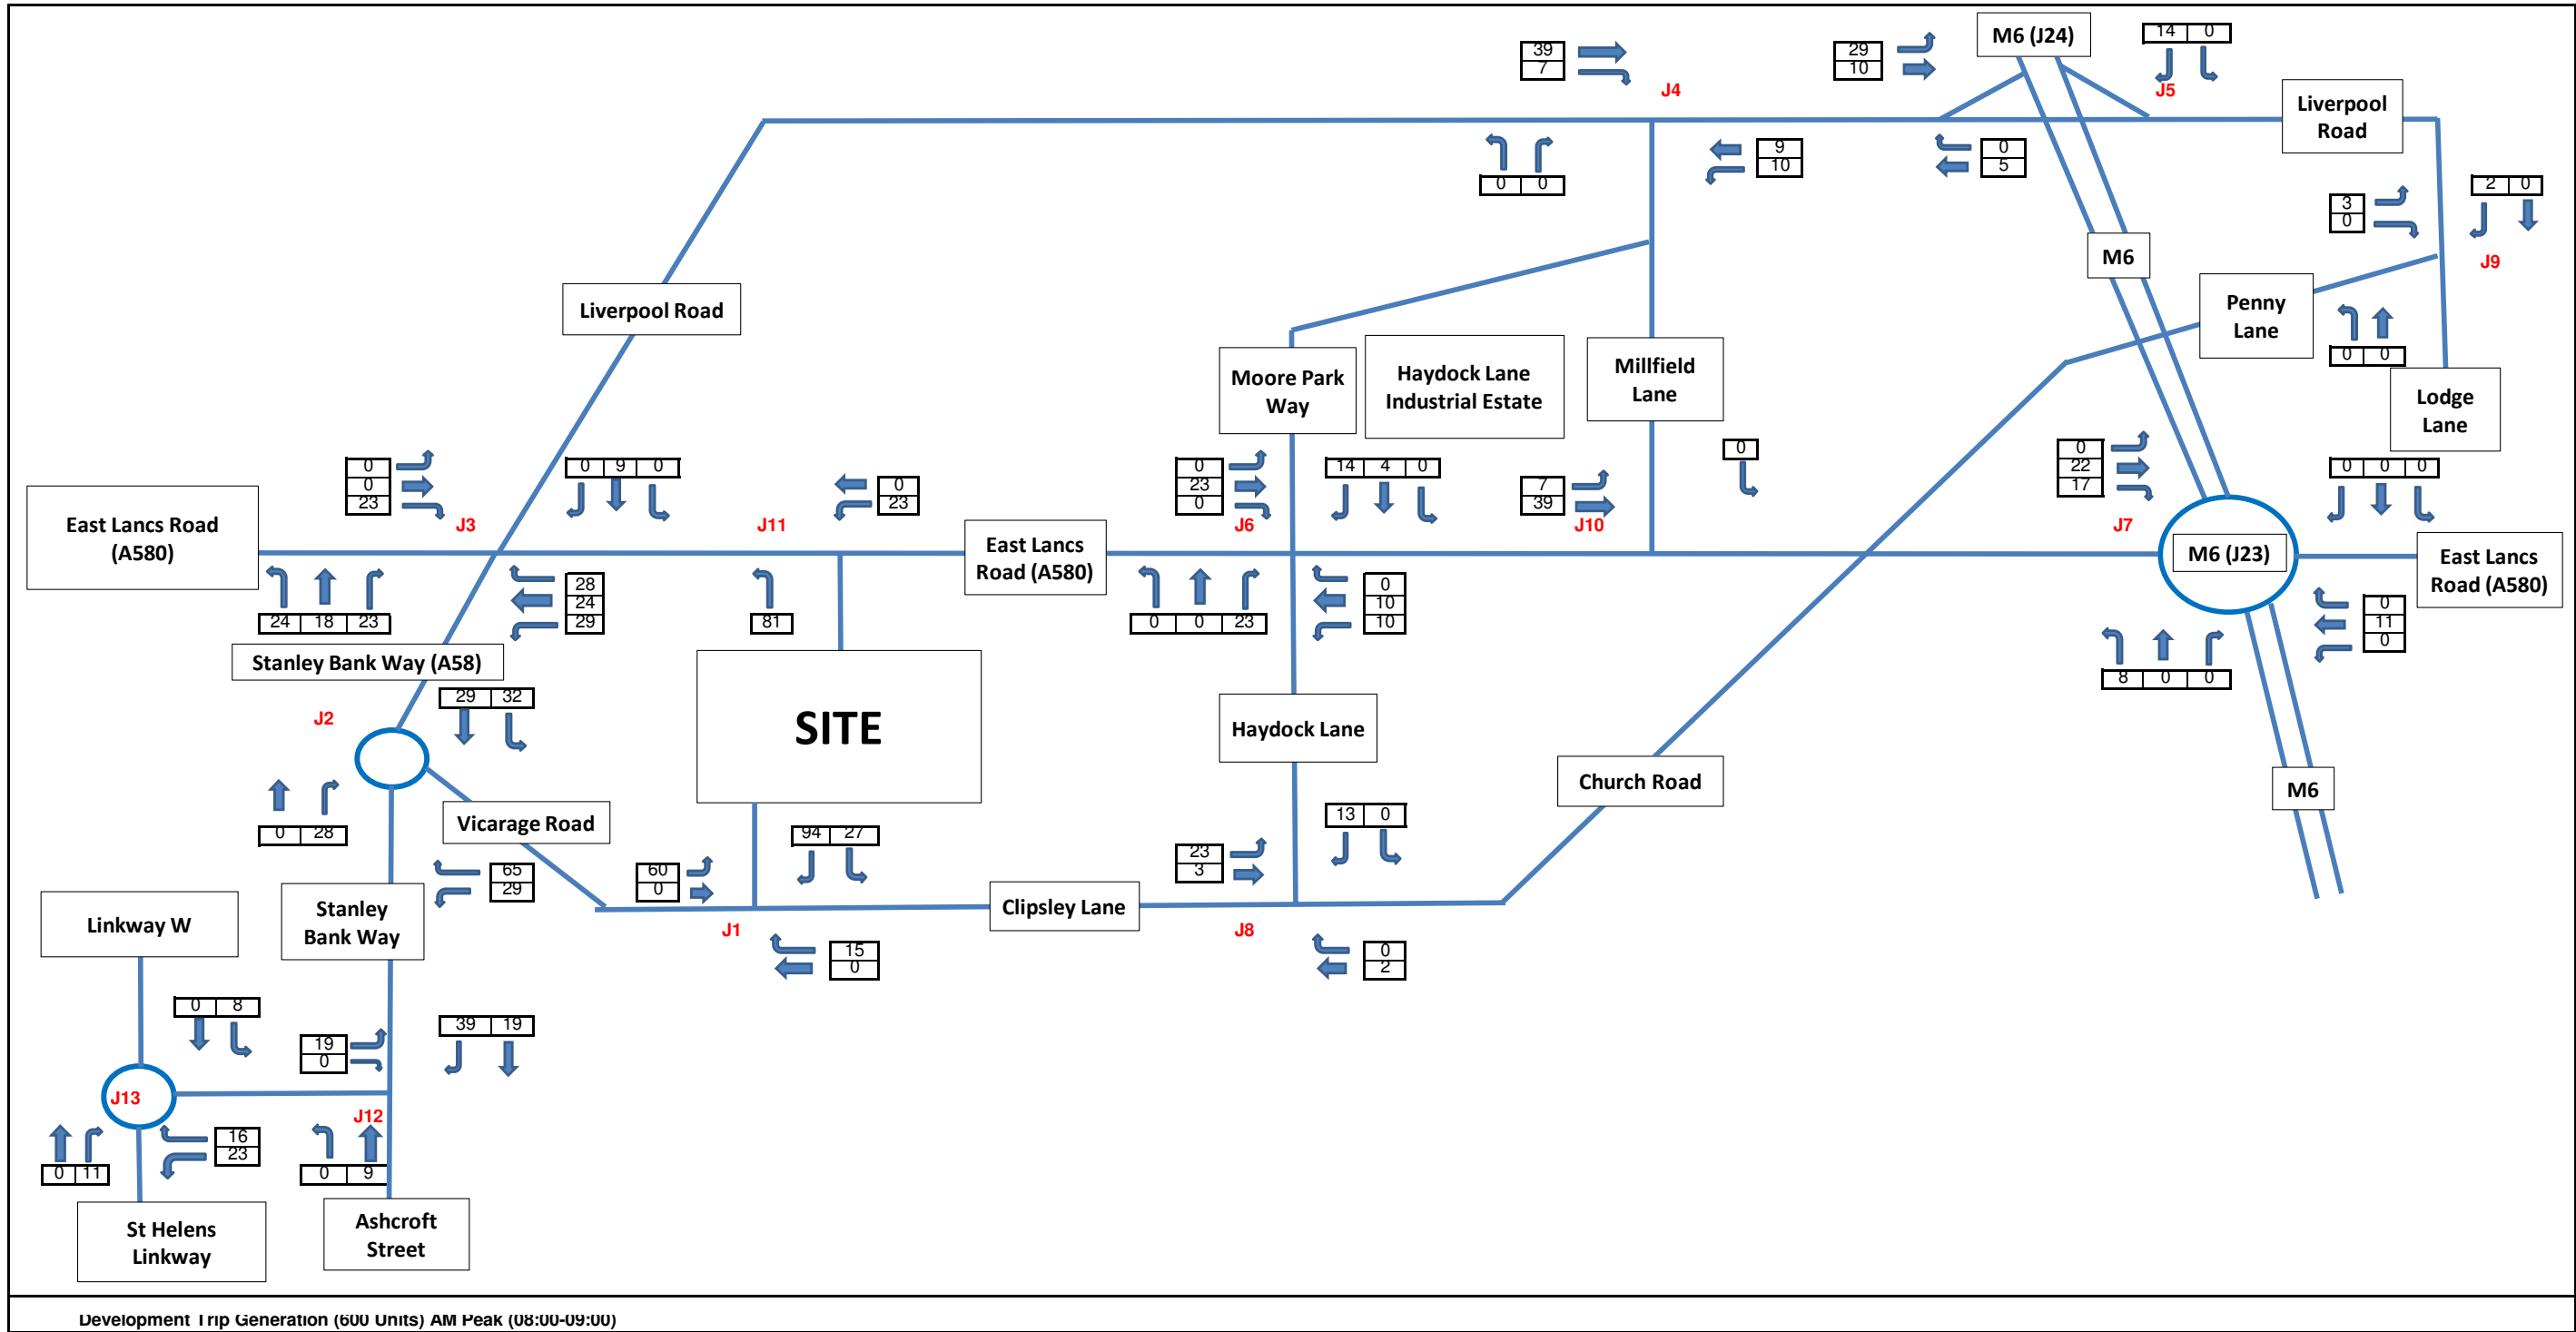 M6 (J24)
14 0
39
7
29
10
J4
J5
Liverpool
Road
0 0
9
10
0
5
2 0
3
0
J9
M6
Penny
Lane
Liverpool Road
0 0
Moore Park
Way
Haydock Lane
Industrial Estate
Millfield
Lane
Lodge
Lane
0
0
23
0 9 0
0
23
0
23
0
14 4 0
7
39
0
0
22
17
0 0 0
J3
J11
J6
J10
J7
East Lancs Road
(A580)
East Lancs
Road (A580)
M6 (J23)
East Lancs
Road (A580)
24 18 23
28
24
29
81
0 0 23
0
10
10
0
11
0
8 0 0
Stanley Bank Way (A58)
29 32
J2
SITE
Haydock Lane
Church Road
M6
0 28
Vicarage Road
94 27
13 0
65
29
60
0
23
3
Stanley
Bank Way
Linkway W
Clipsley Lane
J1
J8
15
0
0
2
0 8
19
0
39 19
J13
J12
16
23
0 11
0 9
St Helens
Linkway
Ashcroft
Street
Development Trip Generation (600 Units) AM Peak (08:00-09:00)